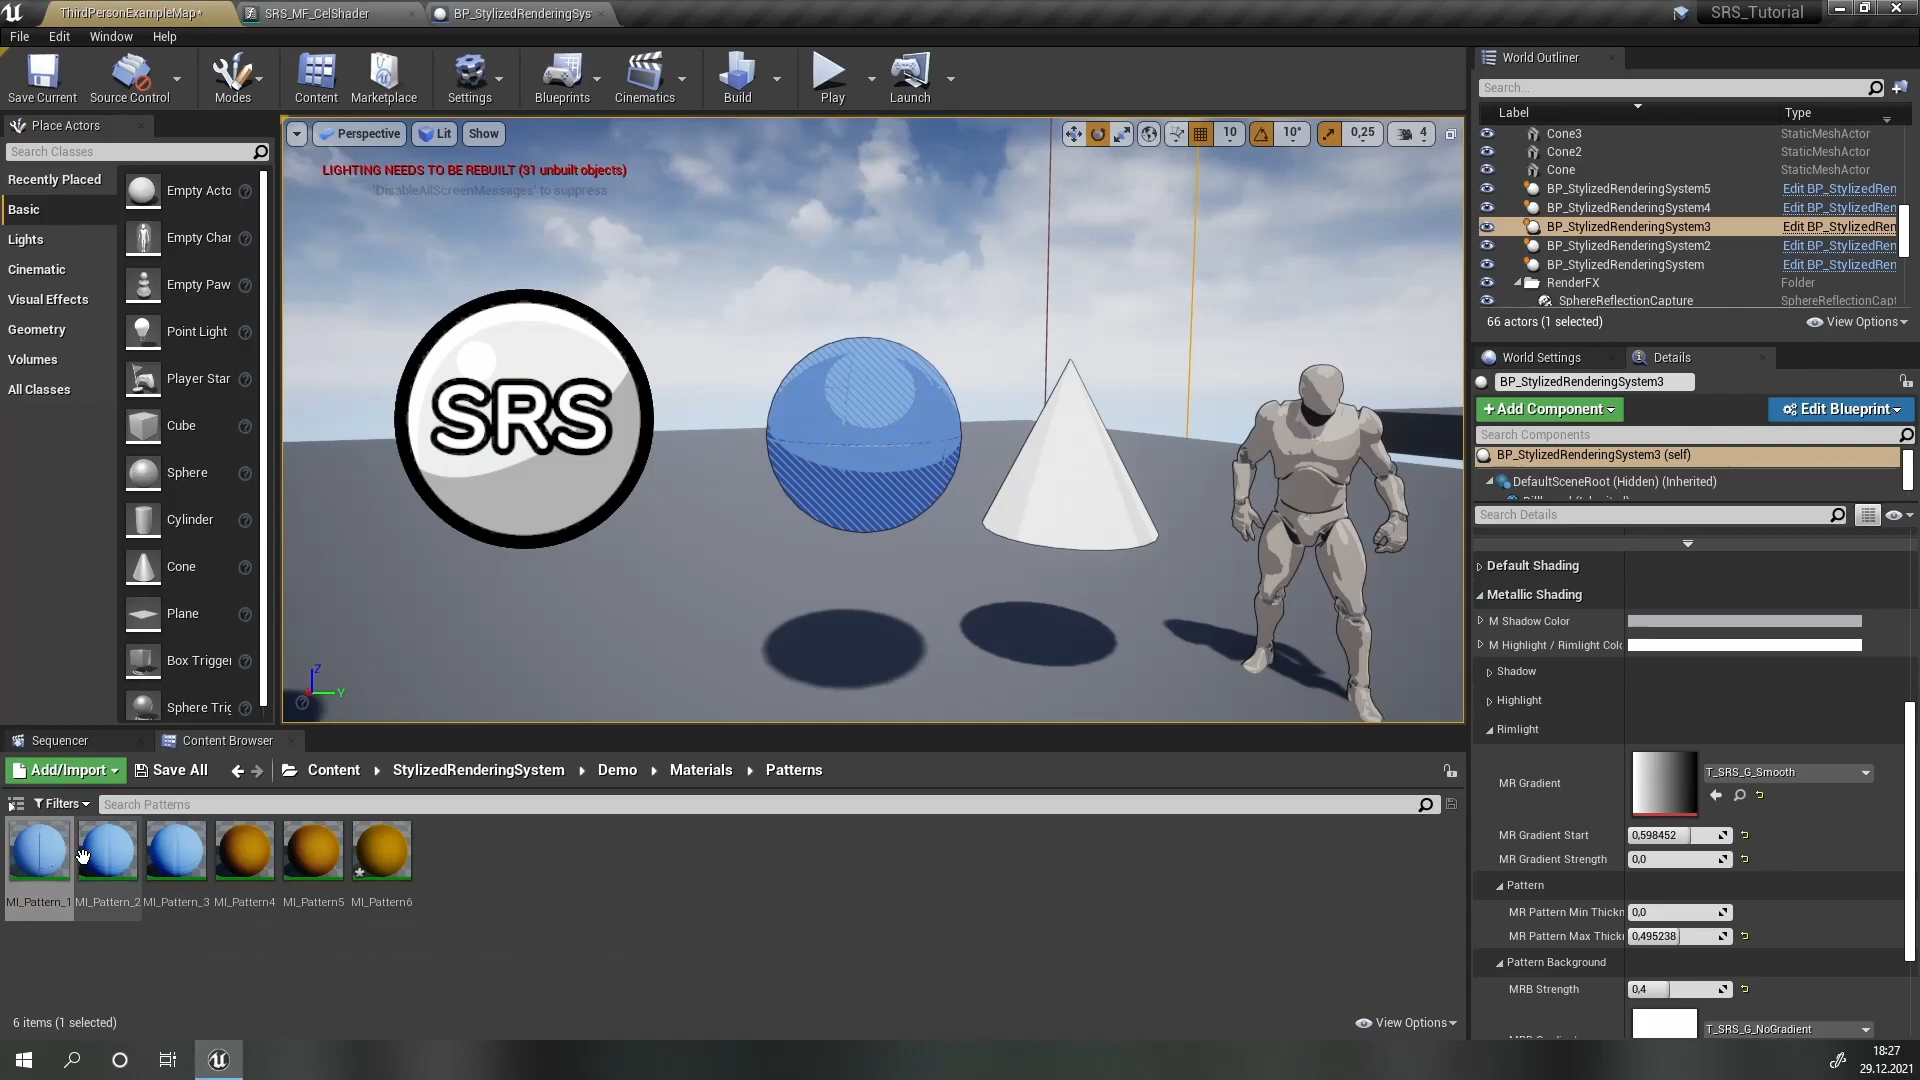 ThirdPersonExampleMap*
SRS_MF_CelShader
BP_StylizedRenderingSys
SRS_Tutorial
File
Edit
Window
Help
Save Current
Source Control
Modes
Content
Marketplace
Settings
Blueprints
Cinematics
Build
Play
Launch
World Outliner
Search...
Label
Type
Cone3
StaticMeshActor
Cone2
StaticMeshActor
Cone
StaticMeshActor
BP_StylizedRenderingSystem5
Edit BP_StylizedRen
BP_StylizedRenderingSystem4
Edit BP_StylizedRen
BP_StylizedRenderingSystem3
Edit BP_StylizedRen
BP_StylizedRenderingSystem2
Edit BP_StylizedRen
BP_StylizedRenderingSystem
Edit BP_StylizedRen
RenderFX
Folder
SphereReflectionCapture
SphereReflectionCapt
66 actors (1 selected)
View Options
Place Actors
Search Classes
Recently Placed
Basic
Lights
Cinematic
Visual Effects
Geometry
Volumes
All Classes
Empty Acto
Empty Char
Empty Paw
Point Light
Player Star
Cube
Sphere
Cylinder
Cone
Plane
Box Trigger
Sphere Trig
Perspective
Lit
Show
10
10°
0,25
4
LIGHTING NEEDS TO BE REBUILT (31 unbuilt objects)
'DisableAllScreenMessages' to suppress
SRS
Z
Y
World Settings
Details
BP_StylizedRenderingSystem3
+Add Component
Edit Blueprint
Search Components
BP_StylizedRenderingSystem3 (self)
DefaultSceneRoot (Hidden) (Inherited)
Search Details
Default Shading
Metallic Shading
M Shadow Color
M Highlight / Rimlight Colo
Shadow
Highlight
Rimlight
MR Gradient
T_SRS_G_Smooth
MR Gradient Start
0,598452
MR Gradient Strength
0,0
Pattern
MR Pattern Min Thickn
0,0
MR Pattern Max Thickn
0,495238
Pattern Background
MRB Strength
0,4
T_SRS_G_NoGradient
Sequencer
Content Browser
Add/Import
Save All
Content
StylizedRenderingSystem
Demo
Materials
Patterns
Filters
Search Patterns
MI_Pattern_1
MI_Pattern_2
MI_Pattern_3
MI_Pattern4
MI_Pattern5
MI_Pattern6
6 items (1 selected)
View Options
18:27
29.12.2021